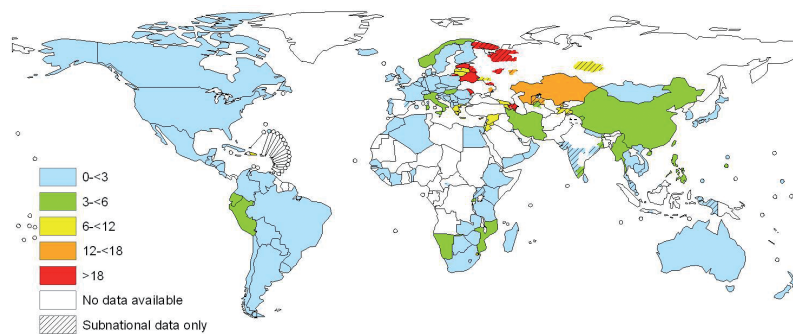 0-<3
3-<6
6-<12
12-<18
>18
No data available
Subnational data only